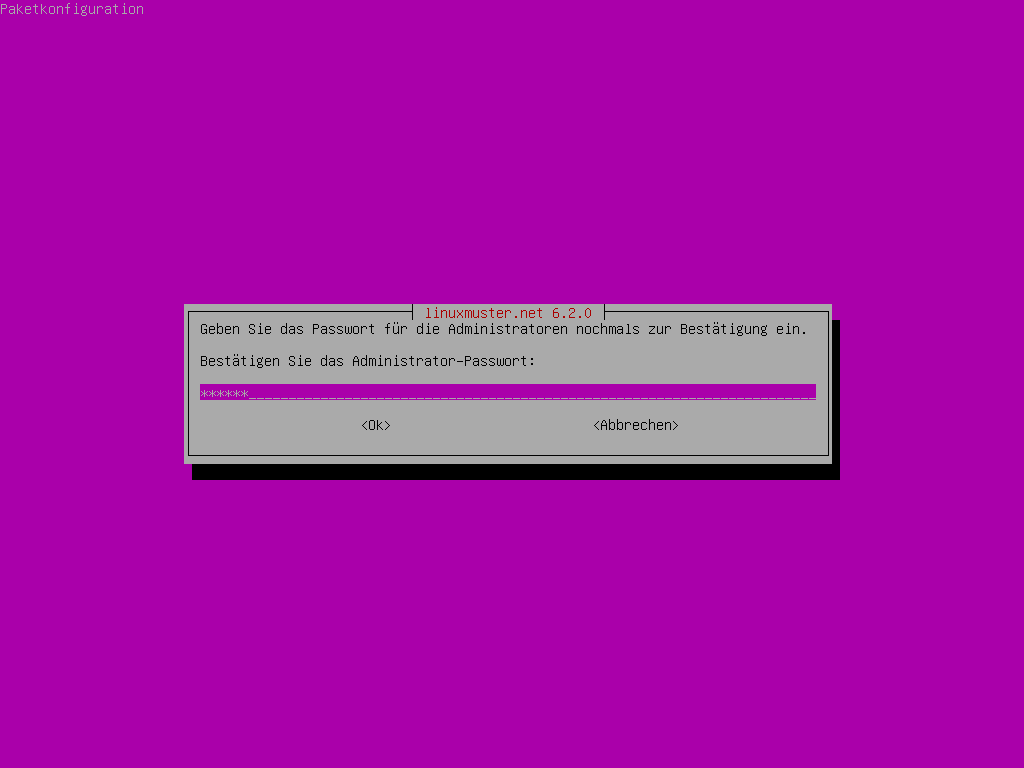 Paketkonfiguration
linuxmuster.net 6.2.0
Geben Sie das Passwort für die Administratoren nochmals zur Bestätigung ein.
Bestätigen Sie das Administrator-Passwort:
******
<Ok> <Abbrechen>